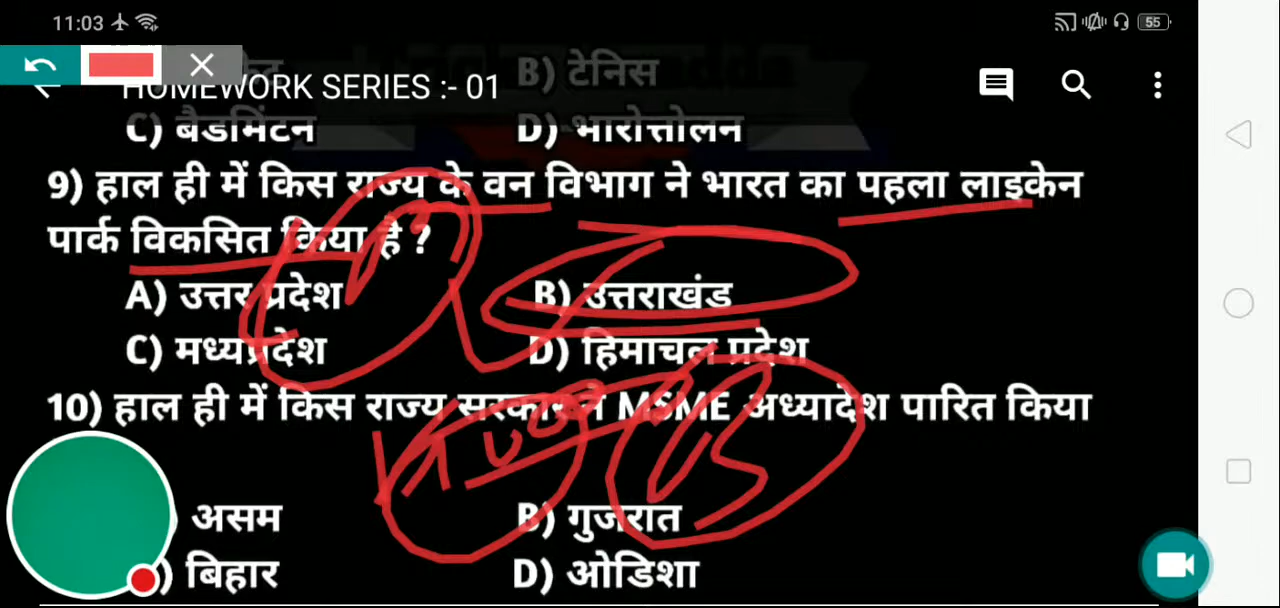 11:03 55
B) टेनिस
HOMEWORK SERIES :- 01
C) बैडमिंटन D) भारोत्तोलन
9) हाल ही में किस राज्य के वन विभाग ने भारत का पहला लाइकेन
पार्क विकसित किया है ?
A) उत्तर प्रदेश B) उत्तराखंड
C) मध्यप्रदेश D) हिमाचल प्रदेश
10) हाल ही में किस राज्य सरकार ने MSME अध्यादेश पारित किया
) असम B) गुजरात
) बिहार D) ओडिशा